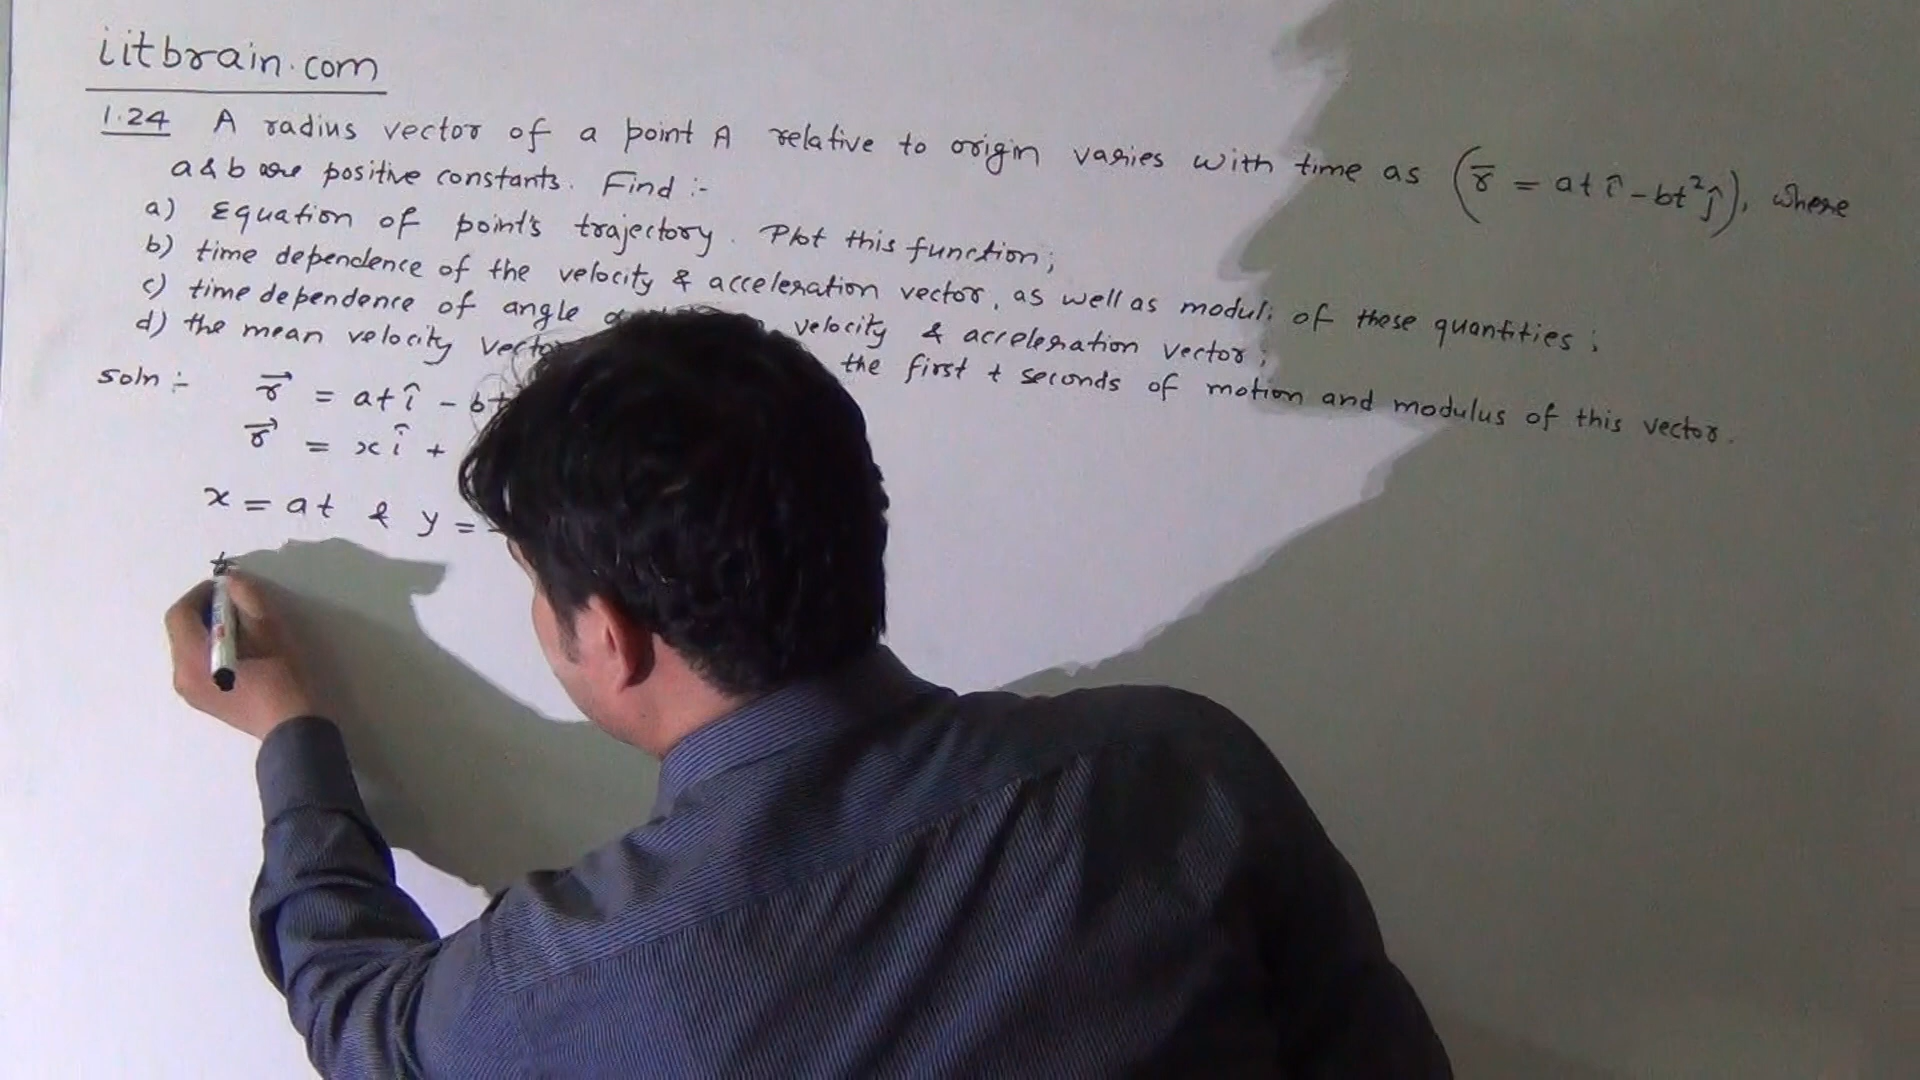 iitbrain.com
1.24 A radius vector of a point A relative to origin varies with time as (r̄ = at î - bt² ĵ), where
a & b are positive constants. Find :-
a) Equation of point's trajectory. Plot this function;
b) time dependence of the velocity & acceleration vector, as well as moduli of these quantities;
c) time dependence of angle velocity & acceleration vector;
d) the mean velocity vector the first t seconds of motion and modulus of this vector.
Soln :- r⃗ = at î - bt
r⃗ = x î +
x = at & y = -
t